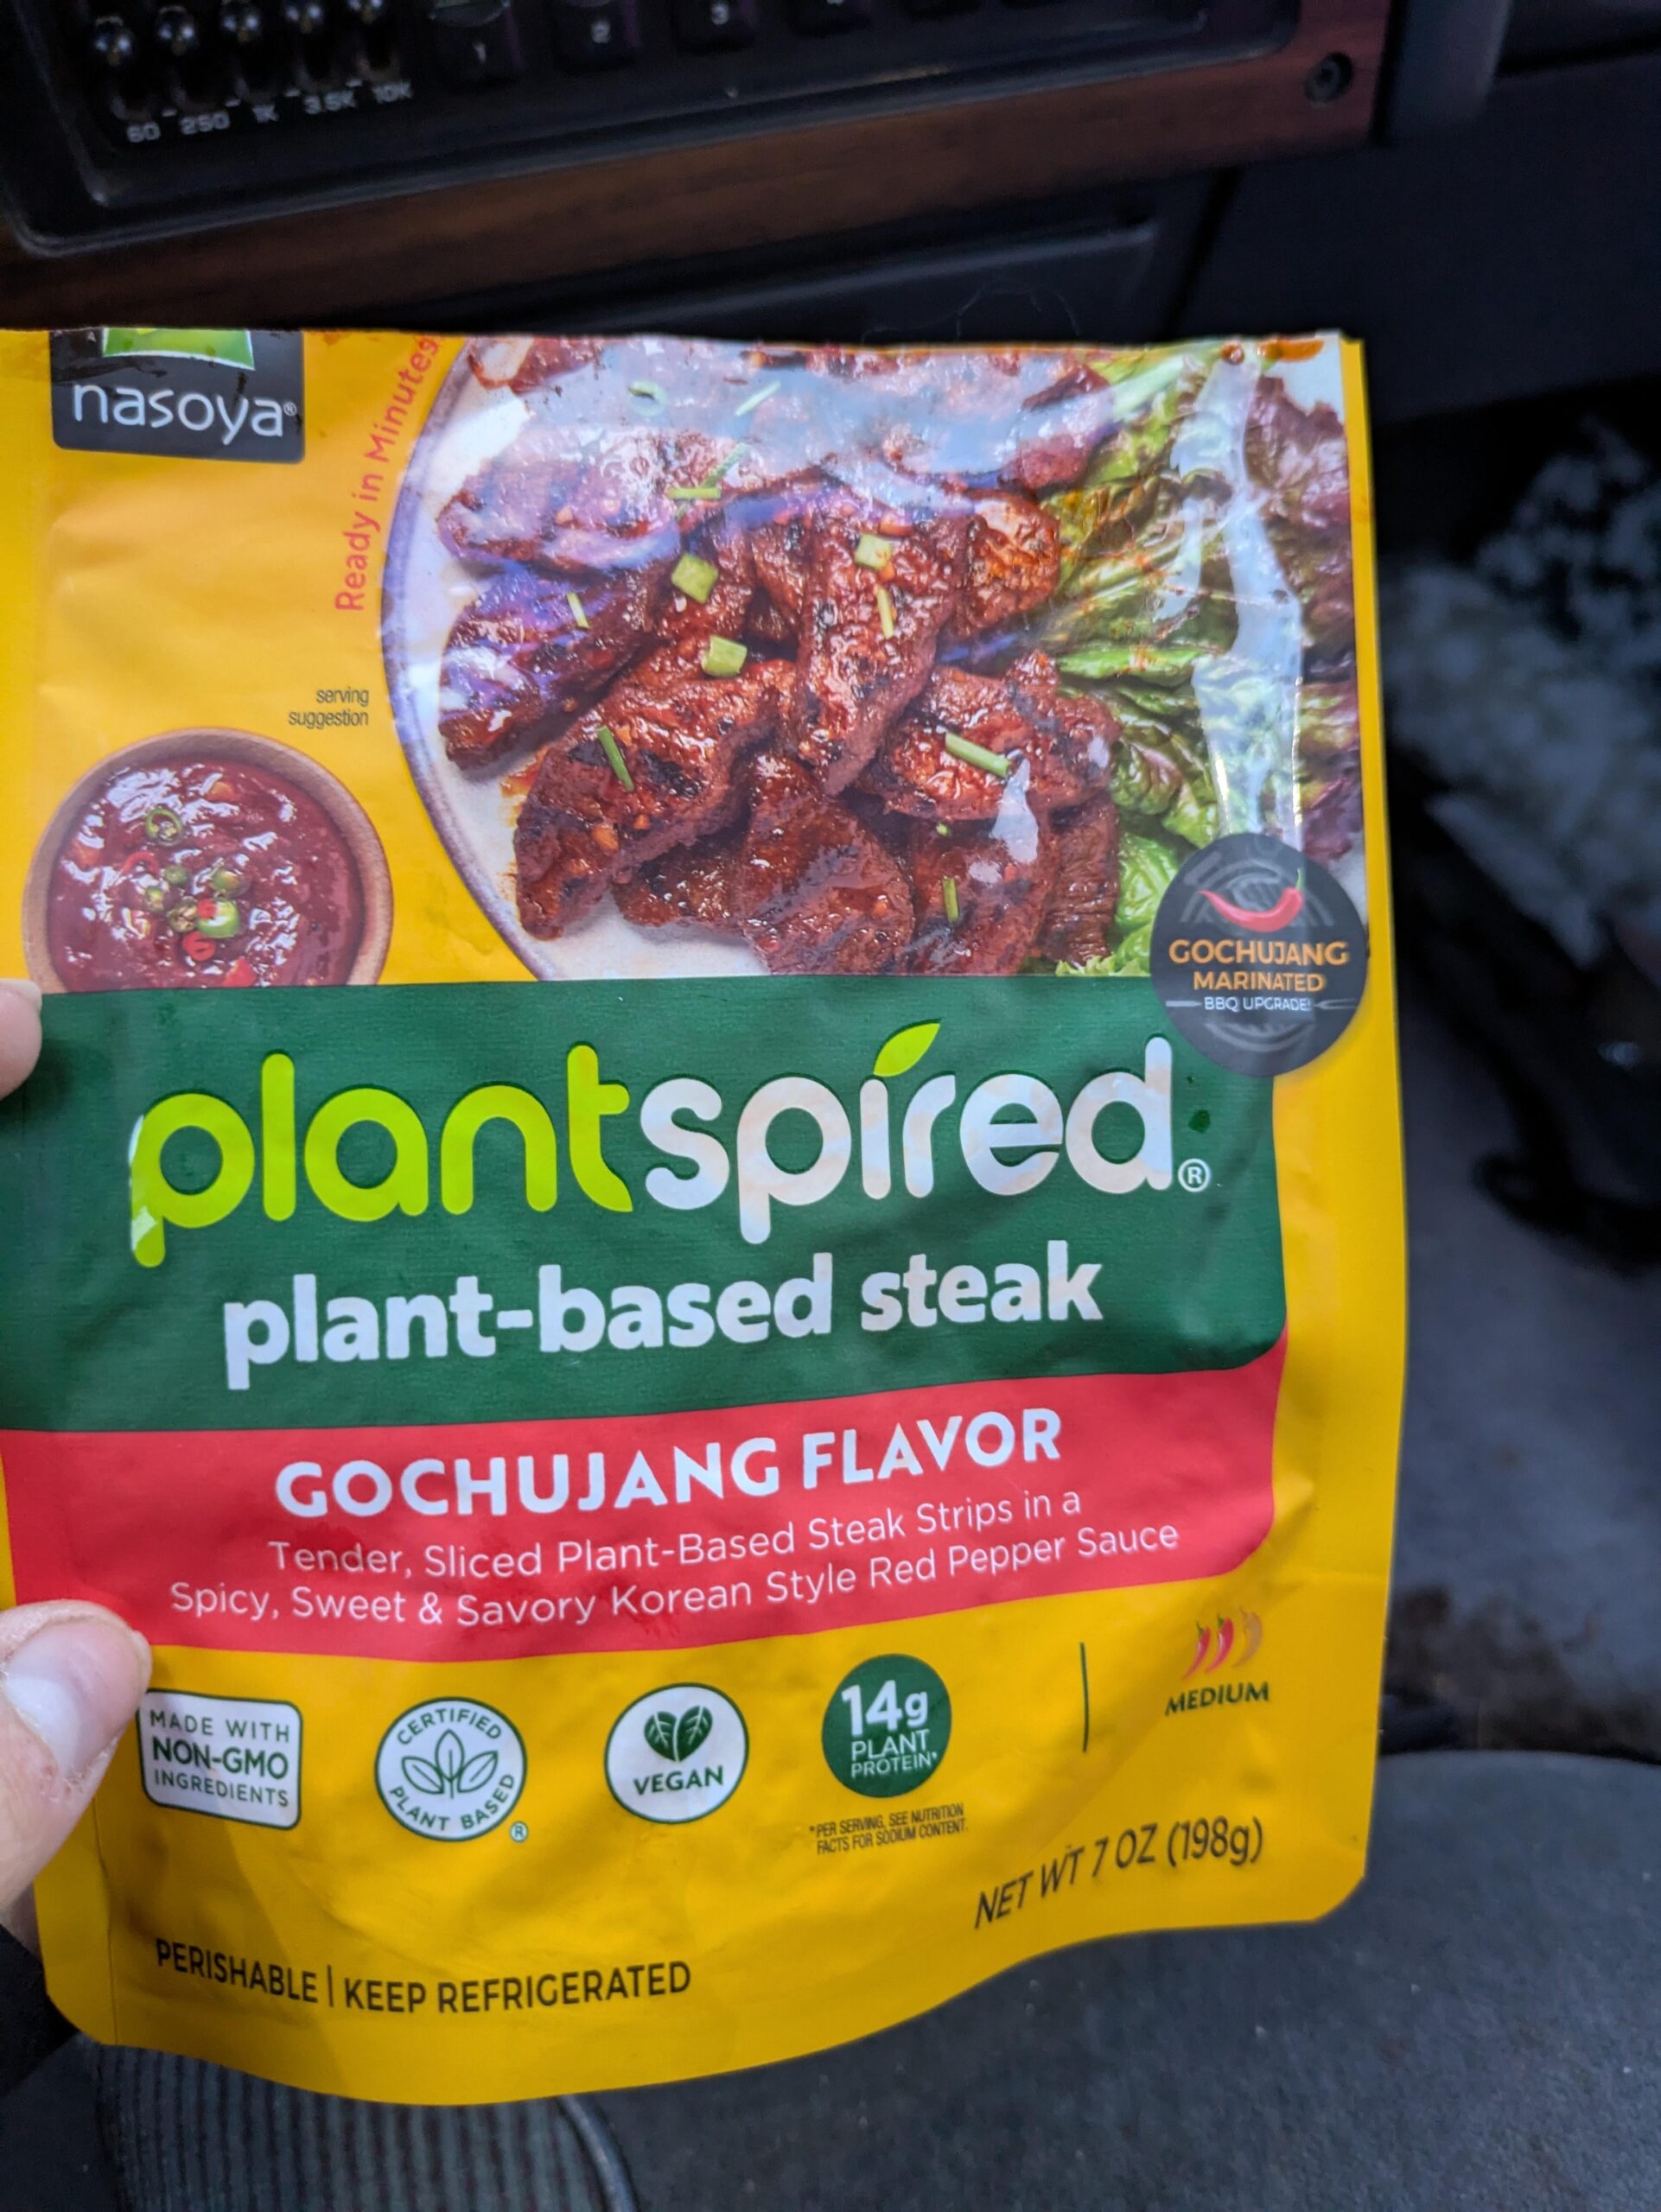 60 250 1K 3.5K 10K
1 2 3
nasoya®
Ready in Minutes
serving
suggestion
GOCHUJANG
MARINATED
BBQ UPGRADE!
plantspired®
plant-based steak
GOCHUJANG FLAVOR
Tender, Sliced Plant-Based Steak Strips in a
Spicy, Sweet & Savory Korean Style Red Pepper Sauce
MADE WITH
NON-GMO
INGREDIENTS
CERTIFIED
PLANT BASED
®
VEGAN
14g
PLANT
PROTEIN*
*PER SERVING, SEE NUTRITION
FACTS FOR SODIUM CONTENT.
MEDIUM
NET WT 7 OZ (198g)
PERISHABLE | KEEP REFRIGERATED